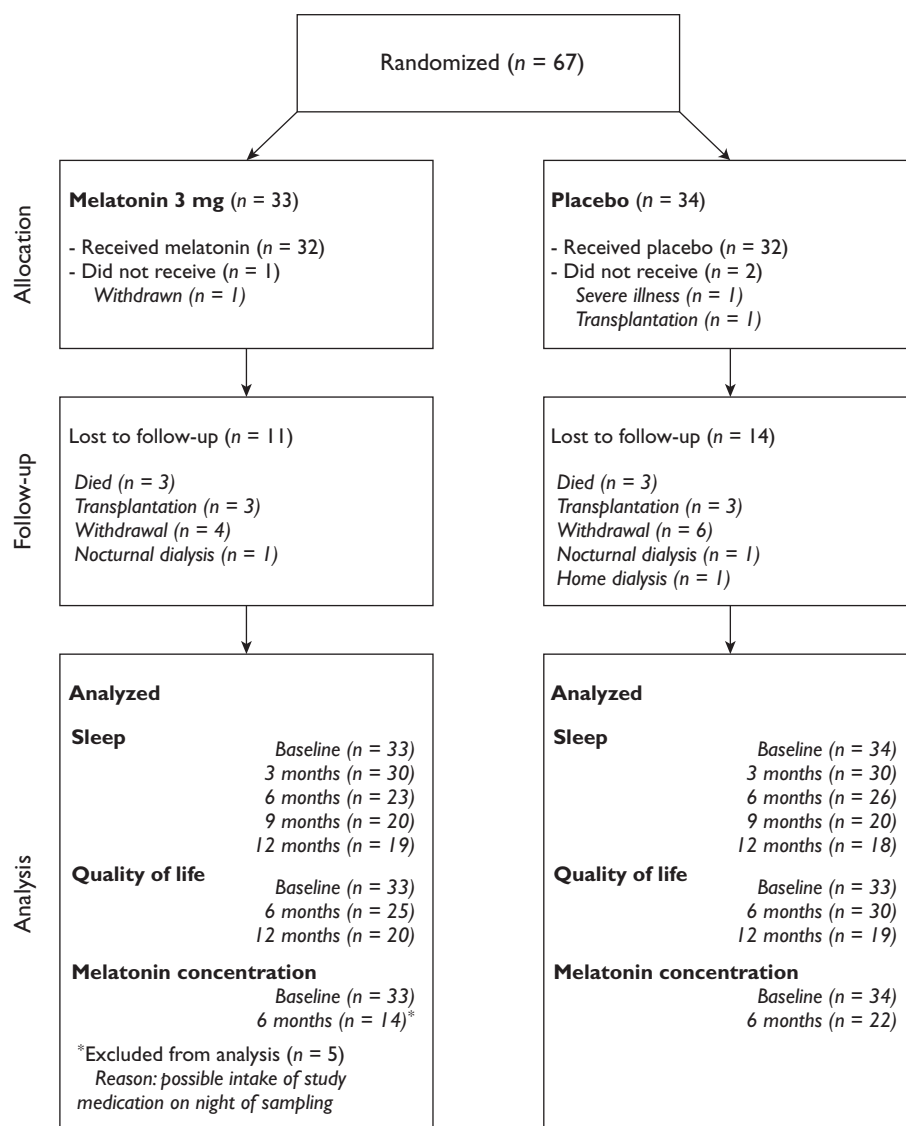 Randomized (n = 67)
Allocation
Melatonin 3 mg (n = 33)
- Received melatonin (n = 32)
- Did not receive (n = 1)
Withdrawn (n = 1)
Placebo (n = 34)
- Received placebo (n = 32)
- Did not receive (n = 2)
Severe illness (n = 1)
Transplantation (n = 1)
Follow-up
Lost to follow-up (n = 11)
Died (n = 3)
Transplantation (n = 3)
Withdrawal (n = 4)
Nocturnal dialysis (n = 1)
Lost to follow-up (n = 14)
Died (n = 3)
Transplantation (n = 3)
Withdrawal (n = 6)
Nocturnal dialysis (n = 1)
Home dialysis (n = 1)
Analysis
Analyzed
Sleep
Baseline (n = 33)
3 months (n = 30)
6 months (n = 23)
9 months (n = 20)
12 months (n = 19)
Quality of life
Baseline (n = 33)
6 months (n = 25)
12 months (n = 20)
Melatonin concentration
Baseline (n = 33)
6 months (n = 14)*
*Excluded from analysis (n = 5)
Reason: possible intake of study
medication on night of sampling
Analyzed
Sleep
Baseline (n = 34)
3 months (n = 30)
6 months (n = 26)
9 months (n = 20)
12 months (n = 18)
Quality of life
Baseline (n = 33)
6 months (n = 30)
12 months (n = 19)
Melatonin concentration
Baseline (n = 34)
6 months (n = 22)